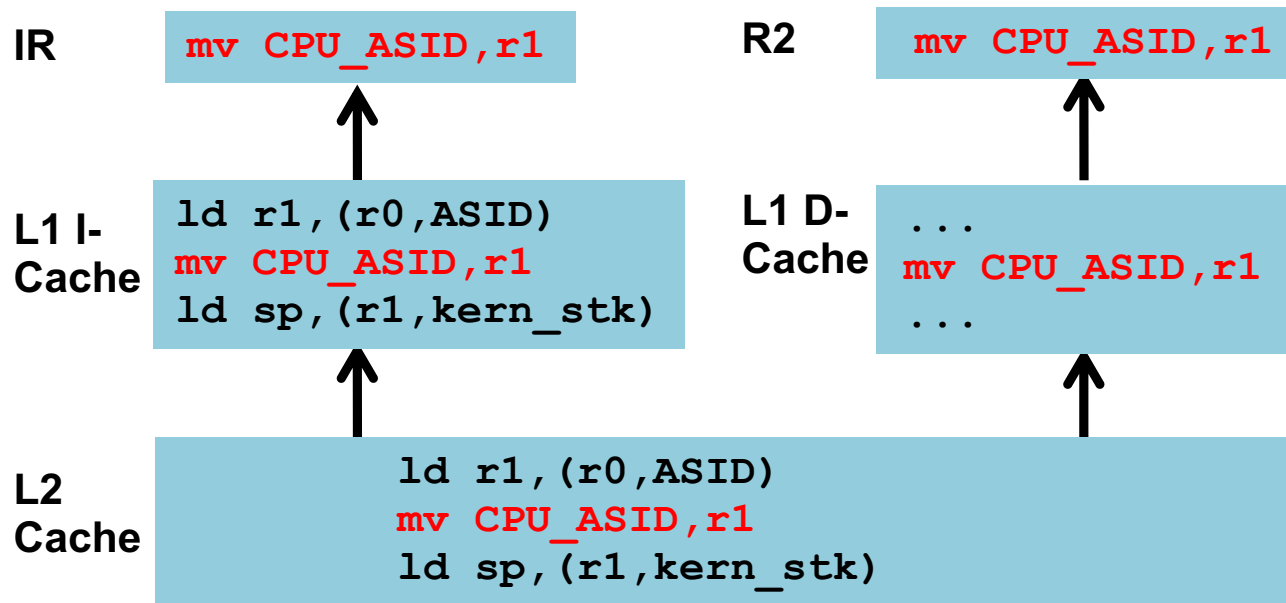 IR
mv CPU_ASID,r1
R2
mv CPU_ASID,r1
L1 I-
Cache
ld r1,(r0,ASID)
mv CPU_ASID,r1
ld sp,(r1,kern_stk)
L1 D-
Cache
...
mv CPU_ASID,r1
...
L2
Cache
ld r1,(r0,ASID)
mv CPU_ASID,r1
ld sp,(r1,kern_stk)